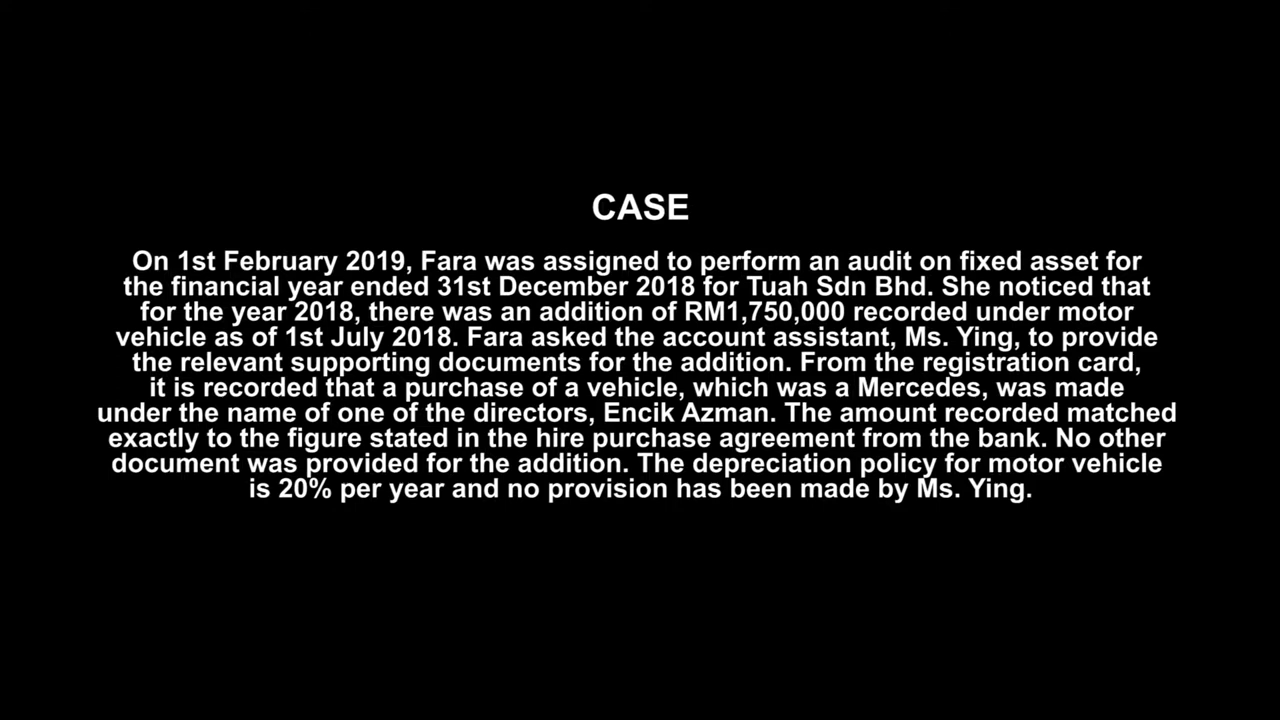 CASE
On 1st February 2019, Fara was assigned to perform an audit on fixed asset for
the financial year ended 31st December 2018 for Tuah Sdn Bhd. She noticed that
for the year 2018, there was an addition of RM1,750,000 recorded under motor
vehicle as of 1st July 2018. Fara asked the account assistant, Ms. Ying, to provide
the relevant supporting documents for the addition. From the registration card,
it is recorded that a purchase of a vehicle, which was a Mercedes, was made
under the name of one of the directors, Encik Azman. The amount recorded matched
exactly to the figure stated in the hire purchase agreement from the bank. No other
document was provided for the addition. The depreciation policy for motor vehicle
is 20% per year and no provision has been made by Ms. Ying.